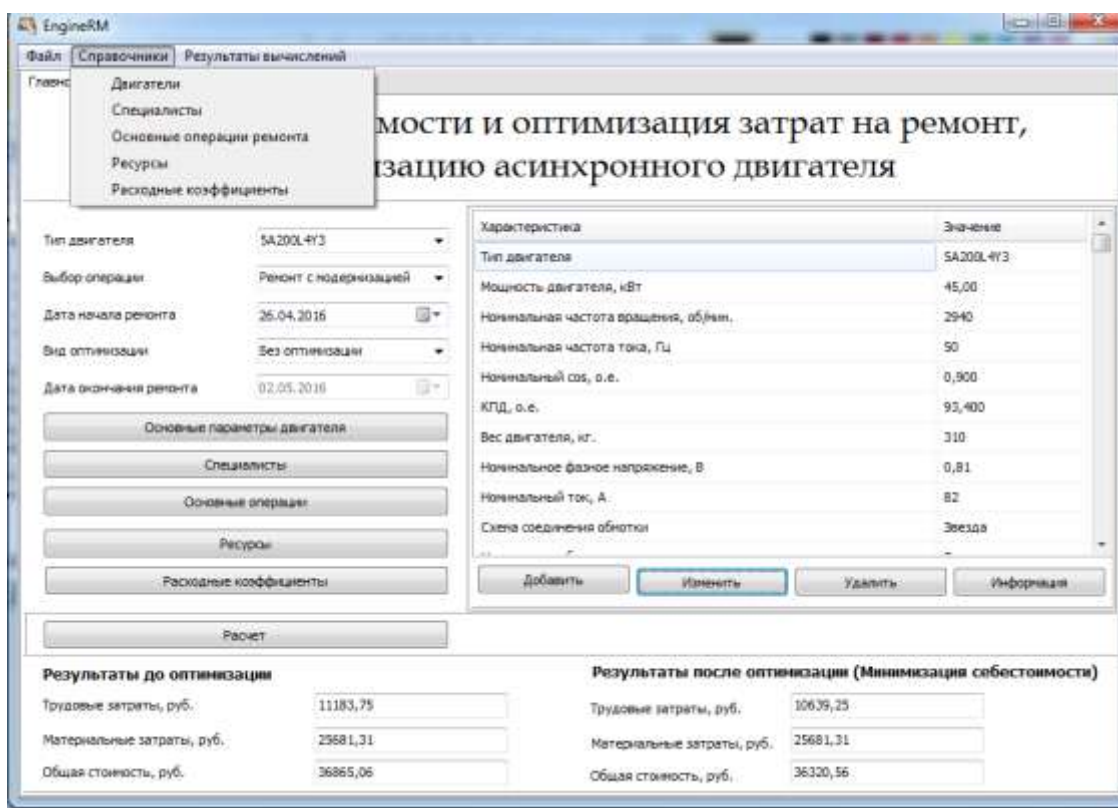 EngineRM
Файл Справочники Результаты вычислений
Главно
Двигатели
Специалисты
Основные операции ремонта
Ресурсы
Расходные коэффициенты
мости и оптимизация затрат на ремонт,
изацию асинхронного двигателя
Тип двигателя 5A200L4У3
Выбор операции Ремонт с модернизацией
Дата начала ремонта 26.04.2016
Вид оптимизации Без оптимизации
Дата окончания ремонта 02.05.2016
Основные параметры двигателя
Специалисты
Основные операции
Ресурсы
Расходные коэффициенты
Расчет
Характеристика Значение
Тип двигателя 5A200L4У3
Мощность двигателя, кВт 45,00
Номинальная частота вращения, об/мин. 2940
Номинальная частота тока, Гц 50
Номинальный cos, о.е. 0,900
КПД, о.е. 93,400
Вес двигателя, кг. 310
Номинальное фазное напряжение, В 0,81
Номинальный ток, А 82
Схема соединения обмотки Звезда
Добавить Изменить Удалить Информация
Результаты до оптимизации
Трудовые затраты, руб. 11183,75
Материальные затраты, руб. 25681,31
Общая стоимость, руб. 36865,06
Результаты после оптимизации (Минимизация себестоимости)
Трудовые затраты, руб. 10639,25
Материальные затраты, руб. 25681,31
Общая стоимость, руб. 36320,56